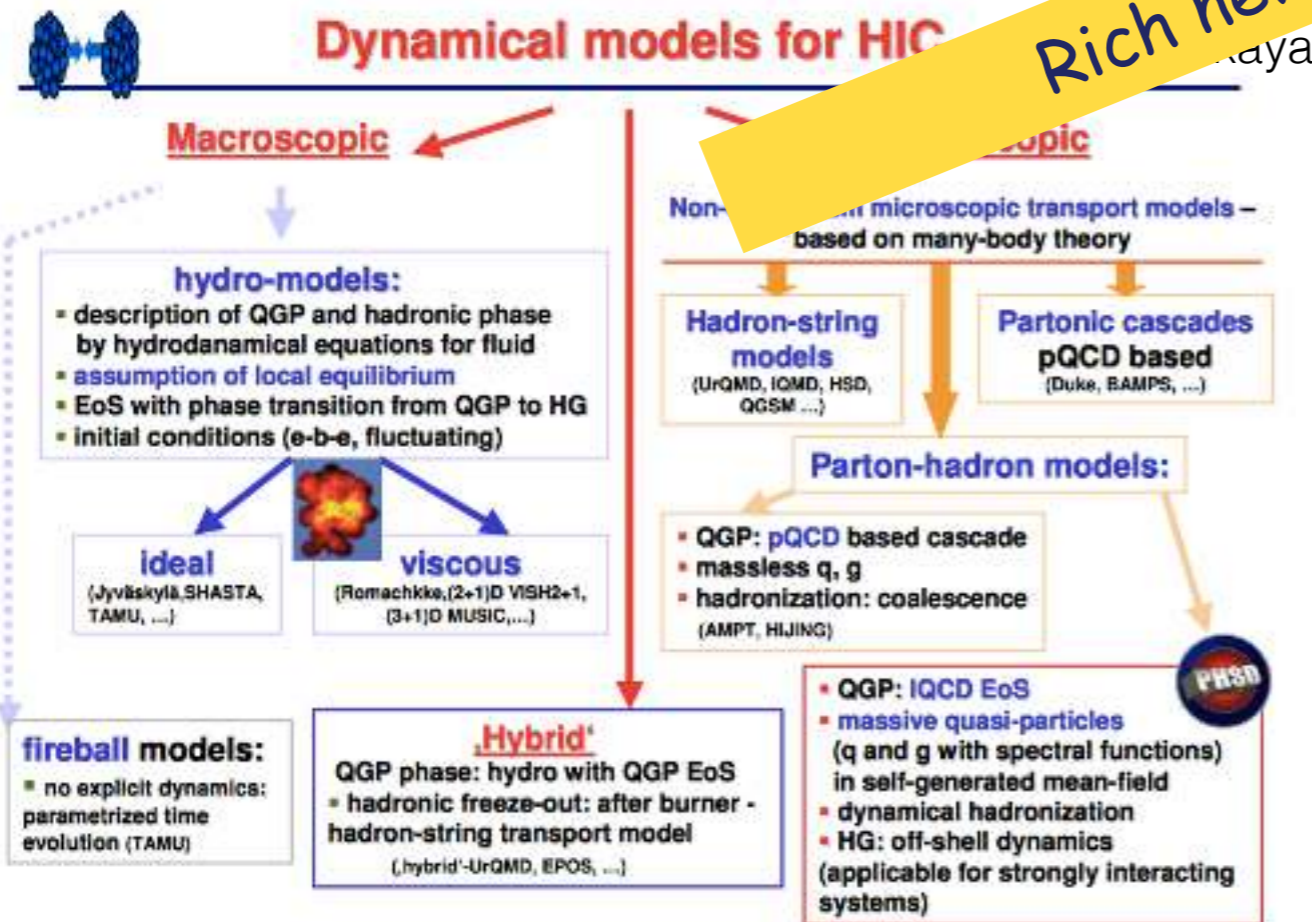 Dynamical models for HIC
Rich
Macroscopic
hydro-models:
▪ description of QGP and hadronic phase
by hydrodanamical equations for fluid
▪ assumption of local equilibrium
▪ EoS with phase transition from QGP to HG
▪ initial conditions (e-b-e, fluctuating)
ideal
(Jyväskylä,SHASTA,
TAMU, ...)
viscous
(Romachkke,(2+1)D VISH2+1,
(3+1)D MUSIC,...)
fireball models:
▪ no explicit dynamics:
parametrized time
evolution (TAMU)
‚Hybrid‘
QGP phase: hydro with QGP EoS
▪ hadronic freeze-out: after burner -
hadron-string transport model
(‚hybrid‘-UrQMD, EPOS, ...)
Non- microscopic transport models –
based on many-body theory
Hadron-string
models
(UrQMD, IQMD, HSD,
QGSM ...)
Partonic cascades
pQCD based
(Duke, BAMPS, ...)
Parton-hadron models:
▪ QGP: pQCD based cascade
▪ massless q, g
▪ hadronization: coalescence
(AMPT, HIJING)
PHSD
▪ QGP: lQCD EoS
▪ massive quasi-particles
(q and g with spectral functions)
in self-generated mean-field
▪ dynamical hadronization
▪ HG: off-shell dynamics
(applicable for strongly interacting
systems)